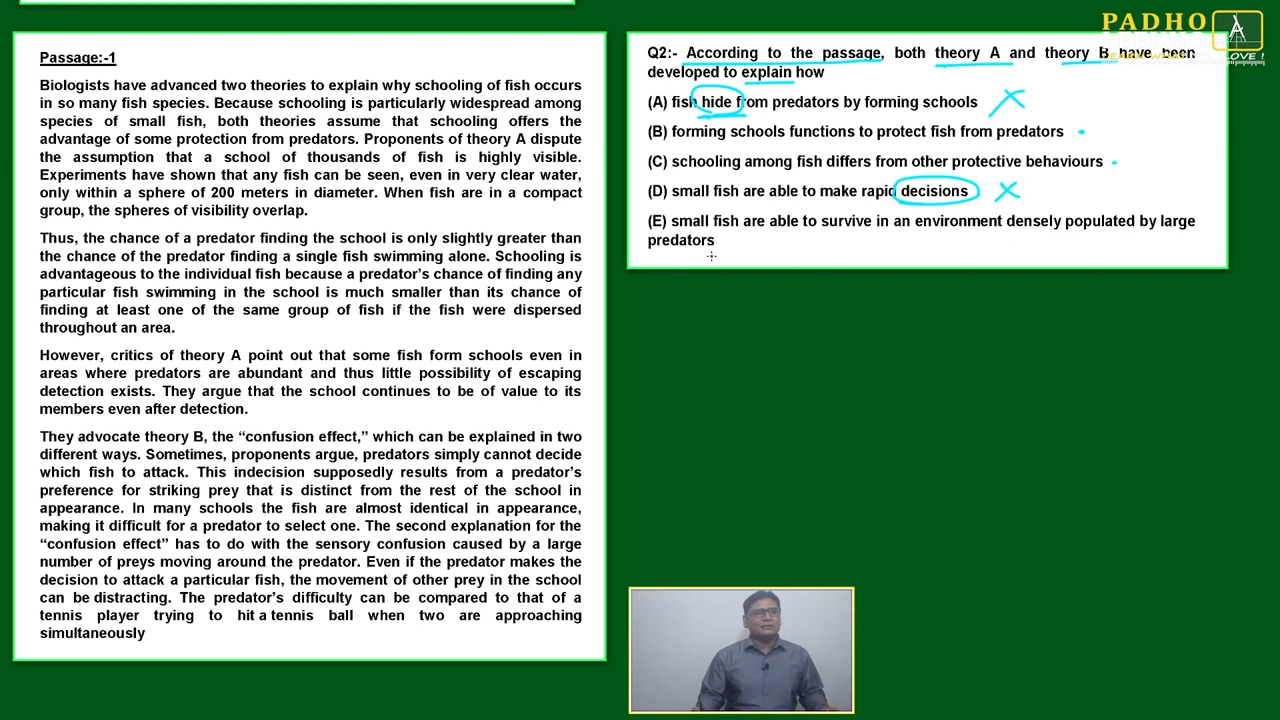 PADHO
Passage:-1
Biologists have advanced two theories to explain why schooling of fish occurs
in so many fish species. Because schooling is particularly widespread among
species of small fish, both theories assume that schooling offers the
advantage of some protection from predators. Proponents of theory A dispute
the assumption that a school of thousands of fish is highly visible.
Experiments have shown that any fish can be seen, even in very clear water,
only within a sphere of 200 meters in diameter. When fish are in a compact
group, the spheres of visibility overlap.
Thus, the chance of a predator finding the school is only slightly greater than
the chance of the predator finding a single fish swimming alone. Schooling is
advantageous to the individual fish because a predator's chance of finding any
particular fish swimming in the school is much smaller than its chance of
finding at least one of the same group of fish if the fish were dispersed
throughout an area.
However, critics of theory A point out that some fish form schools even in
areas where predators are abundant and thus little possibility of escaping
detection exists. They argue that the school continues to be of value to its
members even after detection.
They advocate theory B, the “confusion effect,” which can be explained in two
different ways. Sometimes, proponents argue, predators simply cannot decide
which fish to attack. This indecision supposedly results from a predator's
preference for striking prey that is distinct from the rest of the school in
appearance. In many schools the fish are almost identical in appearance,
making it difficult for a predator to select one. The second explanation for the
“confusion effect” has to do with the sensory confusion caused by a large
number of preys moving around the predator. Even if the predator makes the
decision to attack a particular fish, the movement of other prey in the school
can be distracting. The predator's difficulty can be compared to that of a
tennis player trying to hit a tennis ball when two are approaching
simultaneously
Q2:- According to the passage, both theory A and theory B have been
developed to explain how
(A) fish hide from predators by forming schools
(B) forming schools functions to protect fish from predators
(C) schooling among fish differs from other protective behaviours
(D) small fish are able to make rapid decisions
(E) small fish are able to survive in an environment densely populated by large
predators